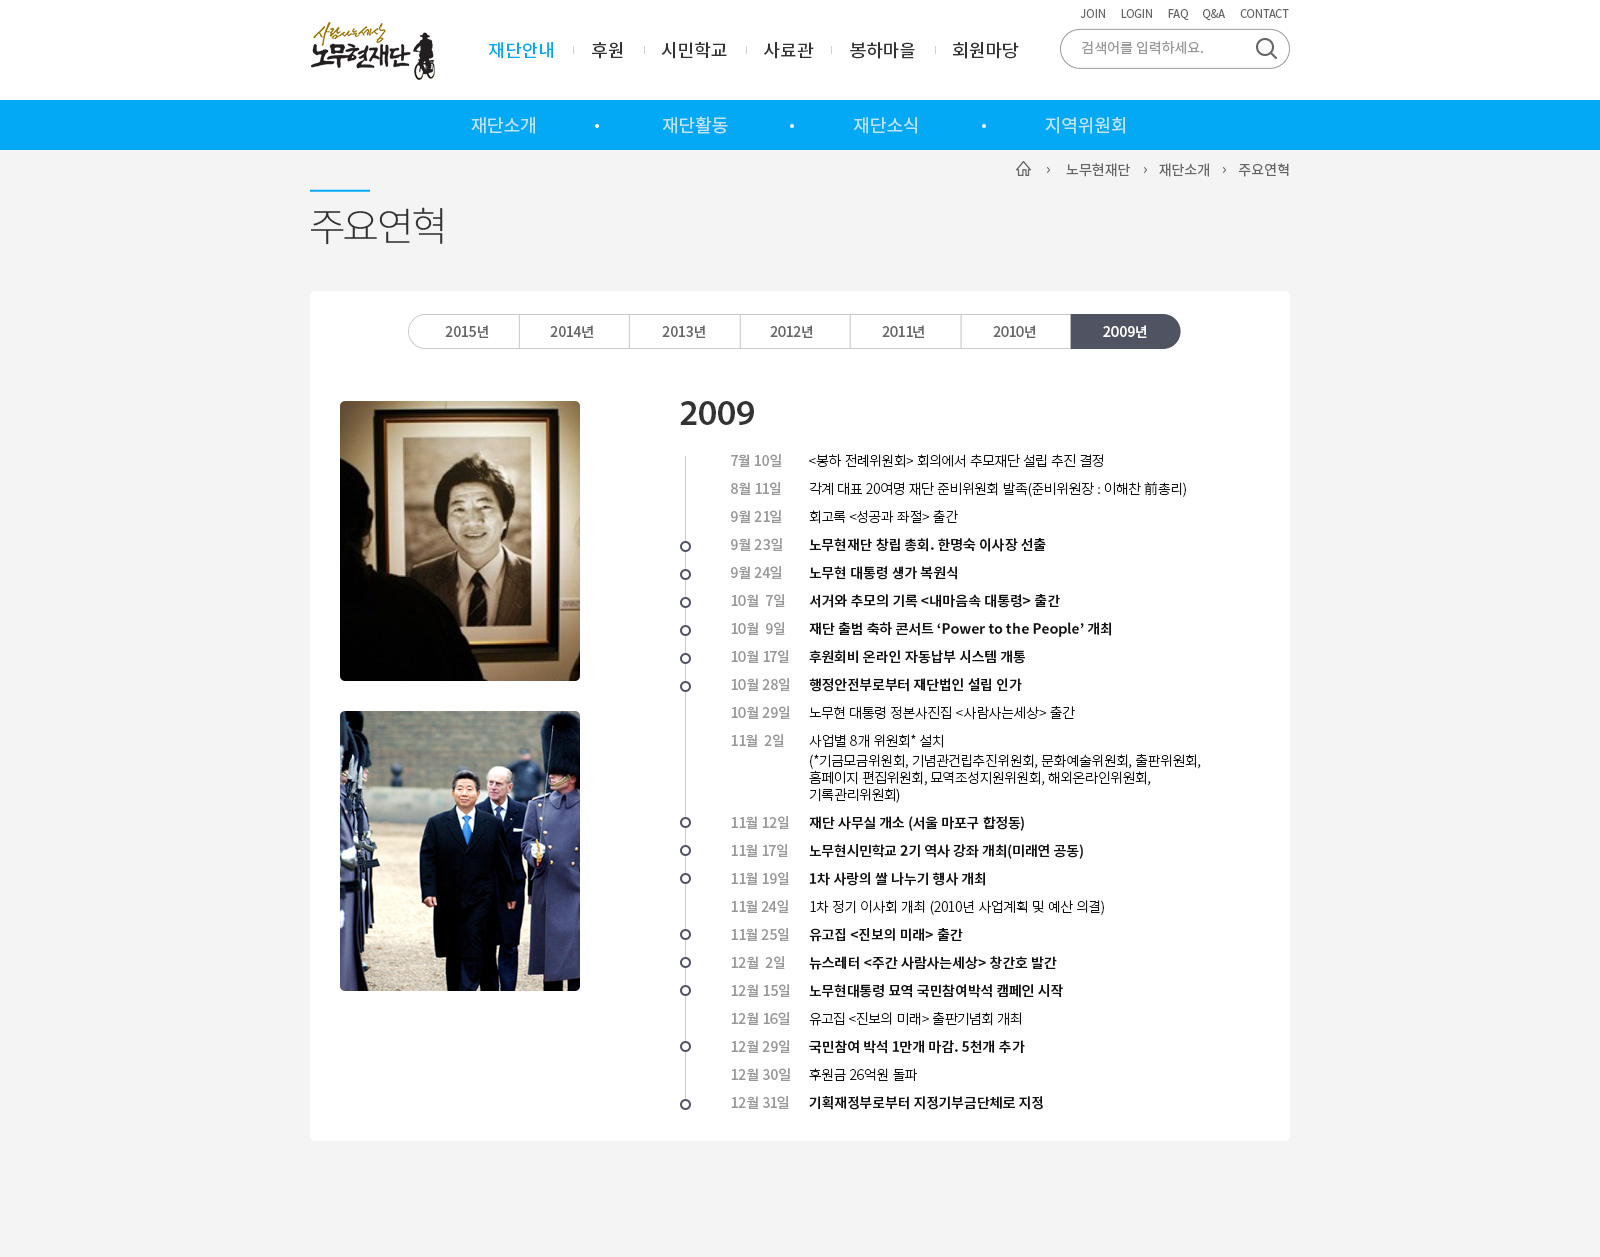 JOIN LOGIN FAQ Q&A CONTACT
사람사는세상
노무현재단
재단안내 후원 시민학교 사료관 봉하마을 회원마당
검색어를 입력하세요.
재단소개 • 재단활동 • 재단소식 • 지역위원회
› 노무현재단 › 재단소개 › 주요연혁
주요연혁
2015년 2014년 2013년 2012년 2011년 2010년 2009년
2009
7월 10일 <봉하 전례위원회> 회의에서 추모재단 설립 추진 결정
8월 11일 각계 대표 20여명 재단 준비위원회 발족(준비위원장 : 이해찬 前총리)
9월 21일 회고록 <성공과 좌절> 출간
9월 23일 노무현재단 창립 총회. 한명숙 이사장 선출
9월 24일 노무현 대통령 생가 복원식
10월 7일 서거와 추모의 기록 <내마음속 대통령> 출간
10월 9일 재단 출범 축하 콘서트 ‘Power to the People’ 개최
10월 17일 후원회비 온라인 자동납부 시스템 개통
10월 28일 행정안전부로부터 재단법인 설립 인가
10월 29일 노무현 대통령 정본사진집 <사람사는세상> 출간
11월 2일 사업별 8개 위원회* 설치
(*기금모금위원회, 기념관건립추진위원회, 문화예술위원회, 출판위원회,
홈페이지 편집위원회, 묘역조성지원위원회, 해외온라인위원회,
기록관리위원회)
11월 12일 재단 사무실 개소 (서울 마포구 합정동)
11월 17일 노무현시민학교 2기 역사 강좌 개최(미래연 공동)
11월 19일 1차 사랑의 쌀 나누기 행사 개최
11월 24일 1차 정기 이사회 개최 (2010년 사업계획 및 예산 의결)
11월 25일 유고집 <진보의 미래> 출간
12월 2일 뉴스레터 <주간 사람사는세상> 창간호 발간
12월 15일 노무현대통령 묘역 국민참여박석 캠페인 시작
12월 16일 유고집 <진보의 미래> 출판기념회 개최
12월 29일 국민참여 박석 1만개 마감. 5천개 추가
12월 30일 후원금 26억원 돌파
12월 31일 기획재정부로부터 지정기부금단체로 지정